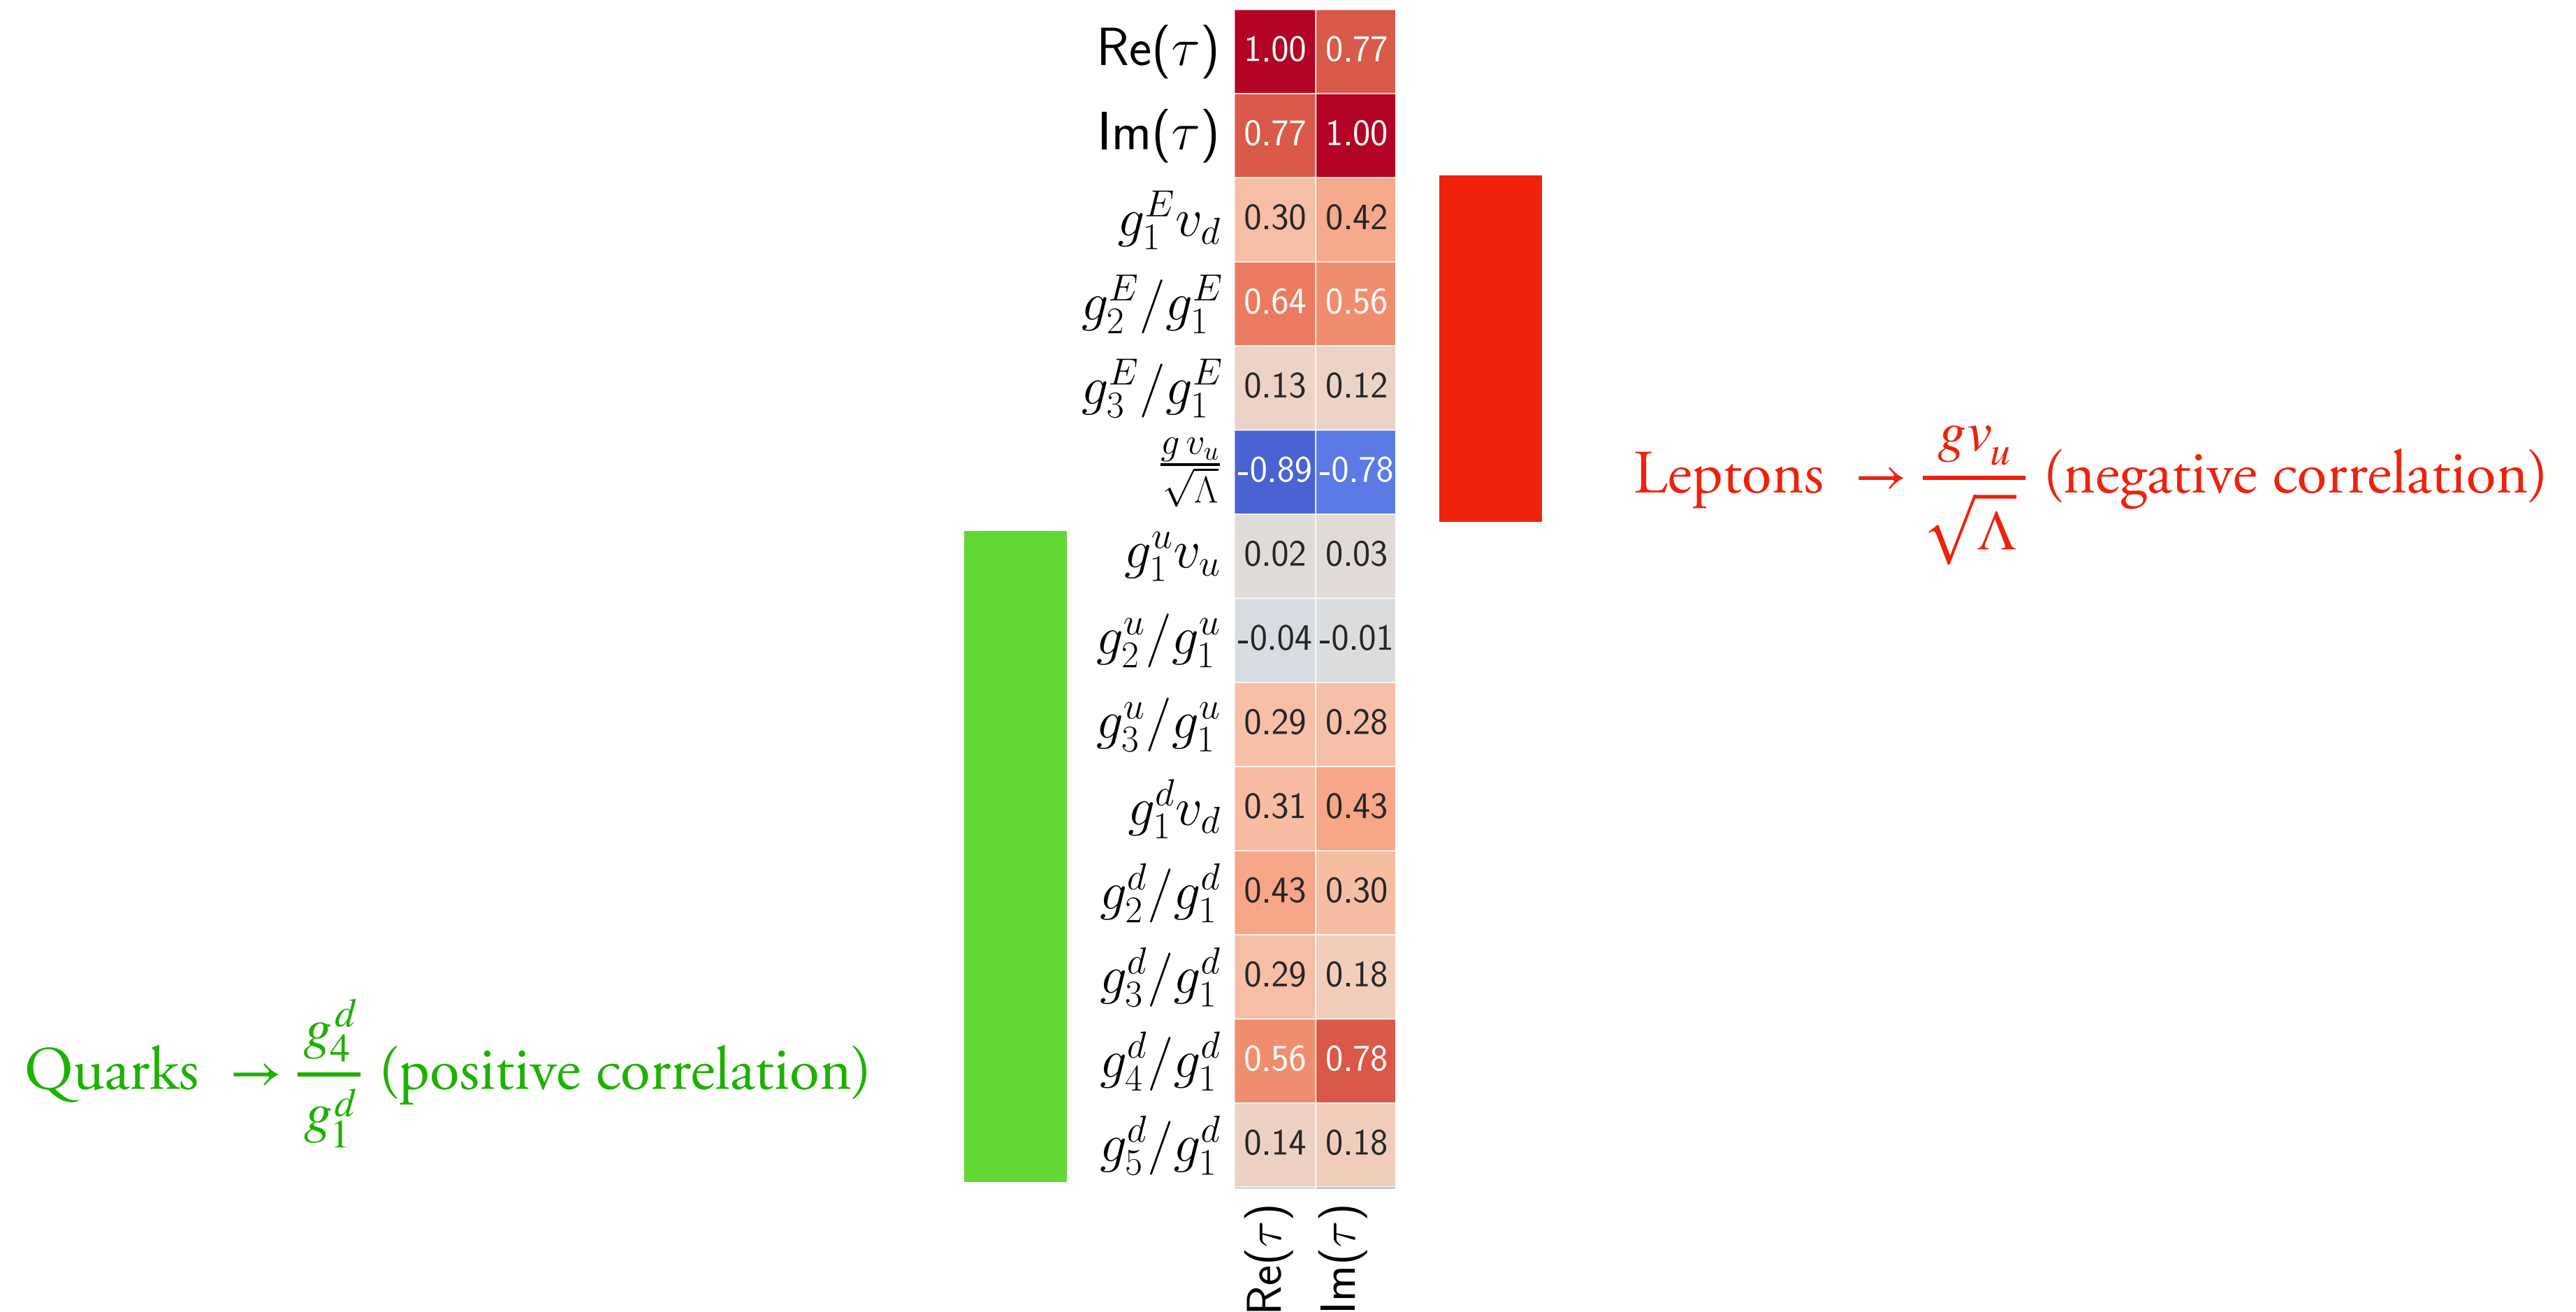 Re(τ) 1.00 0.77
Im(τ) 0.77 1.00
g_1^E v_d 0.30 0.42
g_2^E/g_1^E 0.64 0.56
g_3^E/g_1^E 0.13 0.12
g v_u/√Λ -0.89 -0.78
Leptons → g v_u/√Λ (negative correlation)
g_1^u v_u 0.02 0.03
g_2^u/g_1^u -0.04 -0.01
g_3^u/g_1^u 0.29 0.28
g_1^d v_d 0.31 0.43
g_2^d/g_1^d 0.43 0.30
g_3^d/g_1^d 0.29 0.18
g_4^d/g_1^d 0.56 0.78
Quarks → g_4^d/g_1^d (positive correlation)
g_5^d/g_1^d 0.14 0.18
Re(τ) Im(τ)